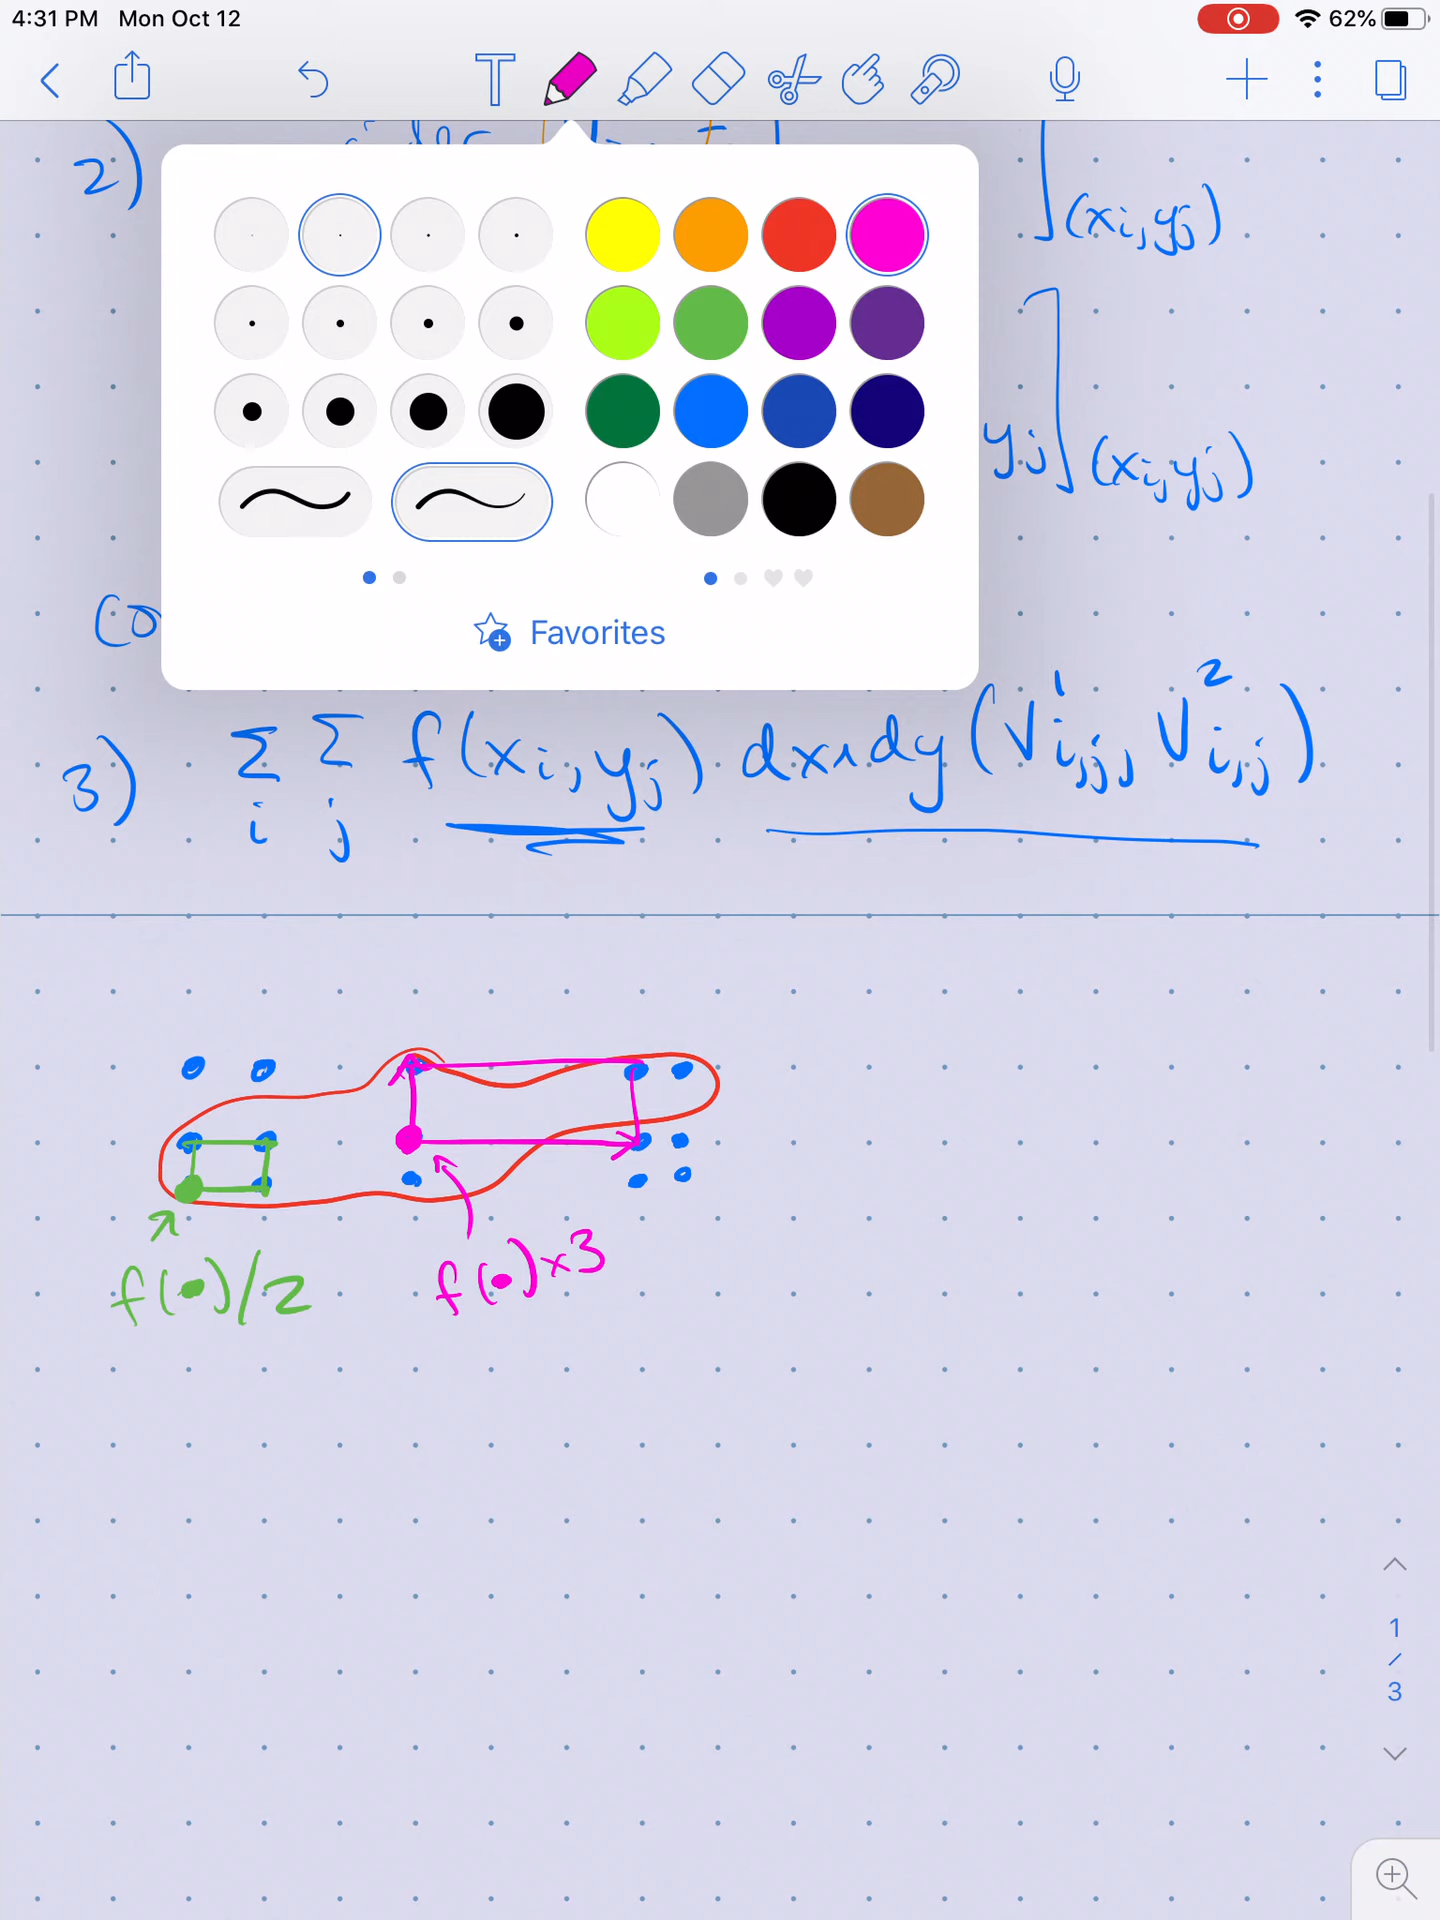 4:31 PM Mon Oct 12 62%
T
2)
(xi, yj)
yj ] (xi, yj)
Co
Favorites
3) Σ Σ f(xi, yj) dx∧dy (V¹i,j, V²i,j)
i j
f(•)/2
f(•)×3
1
/
3